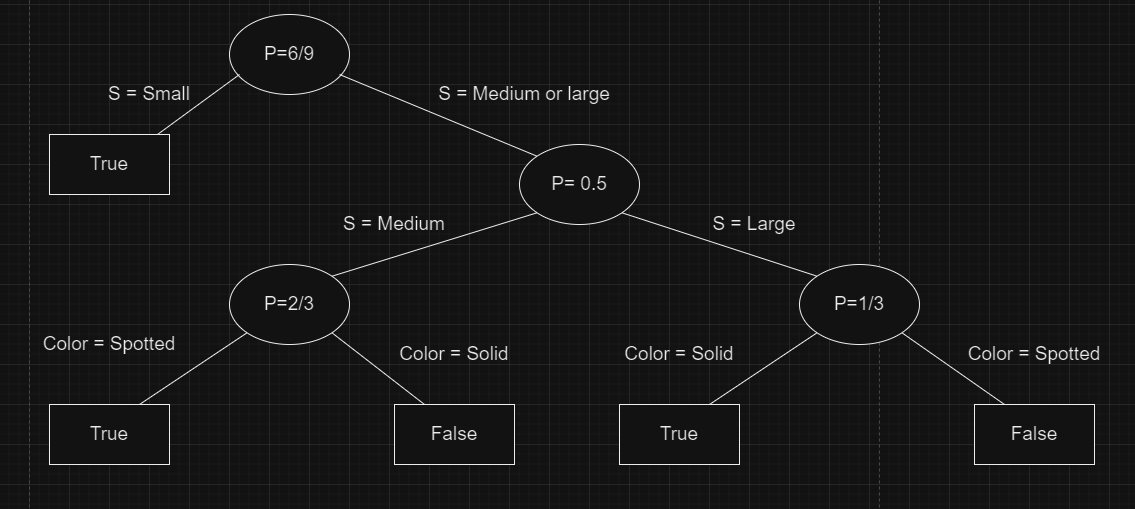 P=6/9
S = Small
S = Medium or large
True
P= 0.5
S = Medium
S = Large
P=2/3
P=1/3
Color = Spotted
Color = Solid
Color = Solid
Color = Spotted
True
False
True
False